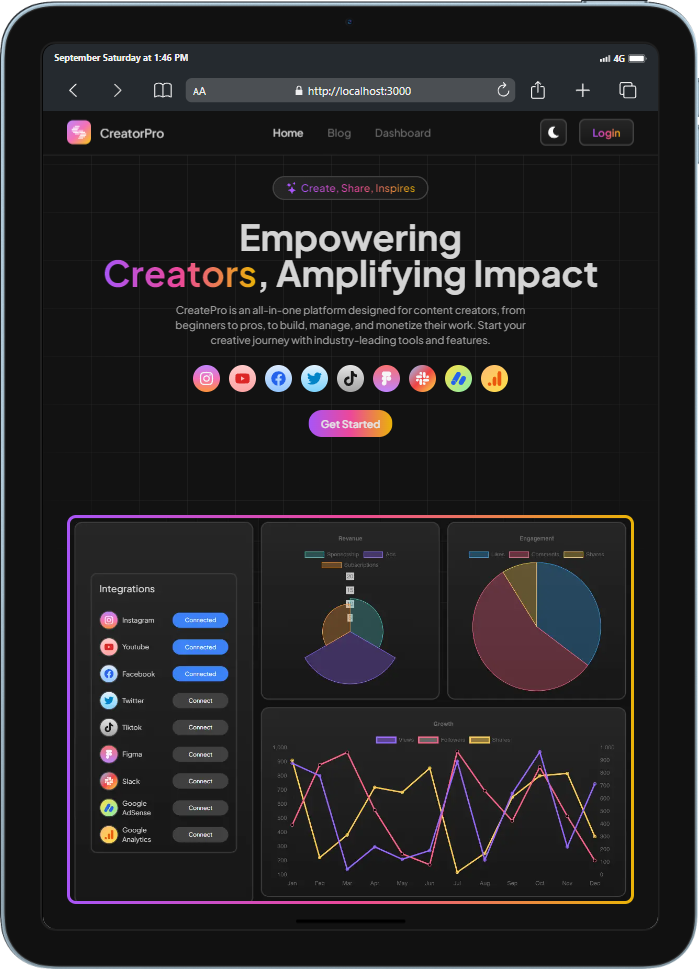 September Saturday at 1:46 PM
4G
AA
http://localhost:3000
CreatorPro
Home Blog Dashboard
Login
Create, Share, Inspires
Empowering
Creators, Amplifying Impact
CreatePro is an all-in-one platform designed for content creators, from
beginners to pros, to build, manage, and monetize their work. Start your
creative journey with industry-leading tools and features.
Get Started
Integrations
Instagram Connected
Youtube Connected
Facebook Connected
Twitter Connect
Tiktok Connect
Figma Connect
Slack Connect
Google
AdSense Connect
Google
Analytics Connect
Revenue
Sponsorship Ads
Subscriptions
Engagement
Likes Comments Shares
Growth
Views Followers Shares
1,000 1,000
900 900
800 800
700 700
600 600
500 500
400 400
300 300
200 200
100 100
0
Jan Feb Mar Apr May Jun Jul Aug Sep Oct Nov Dec